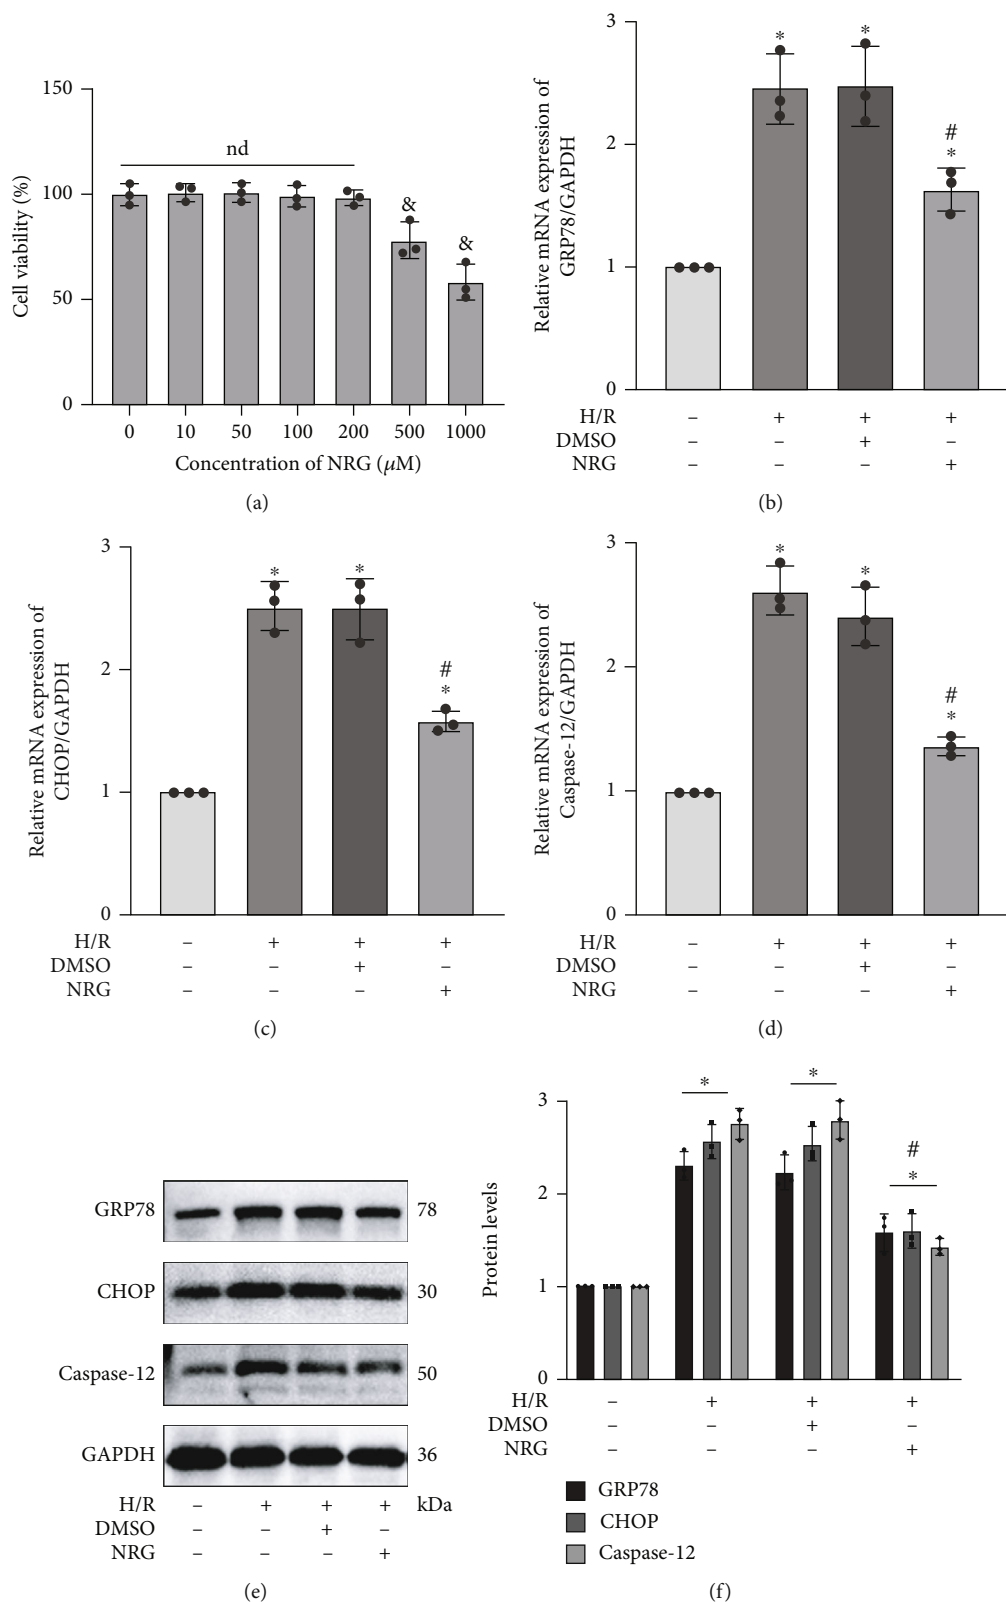 150
100
50
0
Cell viability (%)
nd
&
&
0 10 50 100 200 500 1000
Concentration of NRG (μM)
(a)
3
2
1
0
Relative mRNA expression of
GRP78/GAPDH
*
*
#
*
H/R – + + +
DMSO – – + –
NRG – – – +
(b)
3
2
1
0
Relative mRNA expression of
CHOP/GAPDH
*
*
#
*
H/R – + + +
DMSO – – + –
NRG – – – +
(c)
3
2
1
0
Relative mRNA expression of
Caspase-12/GAPDH
*
*
#
*
H/R – + + +
DMSO – – + –
NRG – – – +
(d)
GRP78 78
CHOP 30
Caspase-12 50
GAPDH 36
H/R – + + + kDa
DMSO – – + –
NRG – – – +
(e)
3
2
1
0
Protein levels
*
*
#
*
H/R – + + +
DMSO – – + –
NRG – – – +
GRP78
CHOP
Caspase-12
(f)